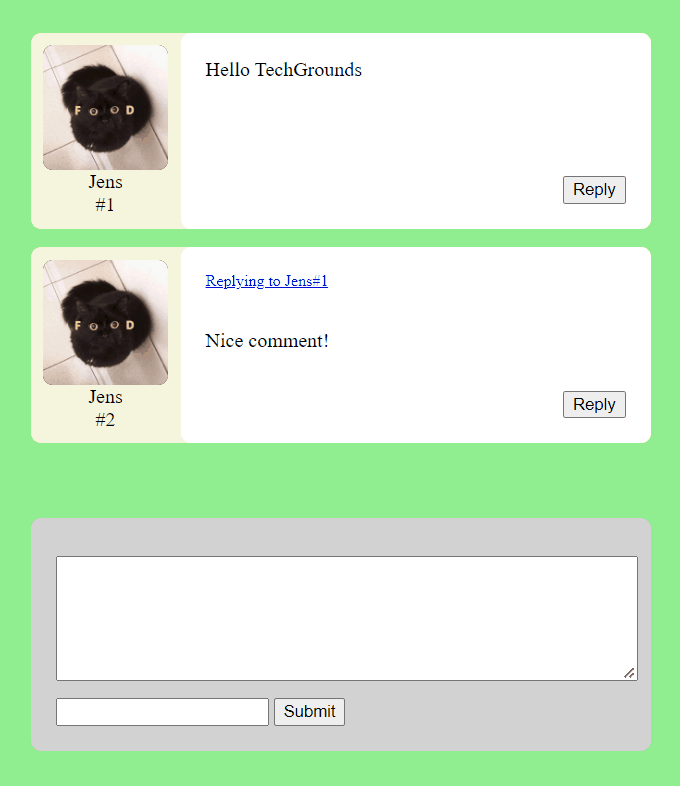 Hello TechGrounds
F O O D
Jens
#1
Reply
Replying to Jens#1
Nice comment!
F O O D
Jens
#2
Reply
Submit